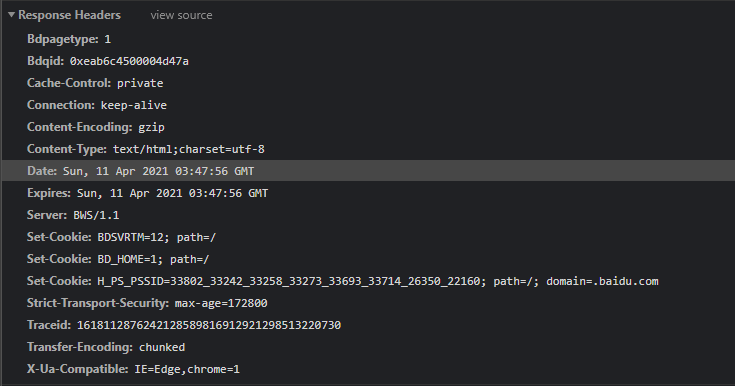 Response Headers view source
Bdpagetype: 1
Bdqid: 0xeab6c4500004d47a
Cache-Control: private
Connection: keep-alive
Content-Encoding: gzip
Content-Type: text/html;charset=utf-8
Date: Sun, 11 Apr 2021 03:47:56 GMT
Expires: Sun, 11 Apr 2021 03:47:56 GMT
Server: BWS/1.1
Set-Cookie: BDSVRTM=12; path=/
Set-Cookie: BD_HOME=1; path=/
Set-Cookie: H_PS_PSSID=33802_33242_33258_33273_33693_33714_26350_22160; path=/; domain=.baidu.com
Strict-Transport-Security: max-age=172800
Traceid: 1618112876242128589816912921298513220730
Transfer-Encoding: chunked
X-Ua-Compatible: IE=Edge,chrome=1